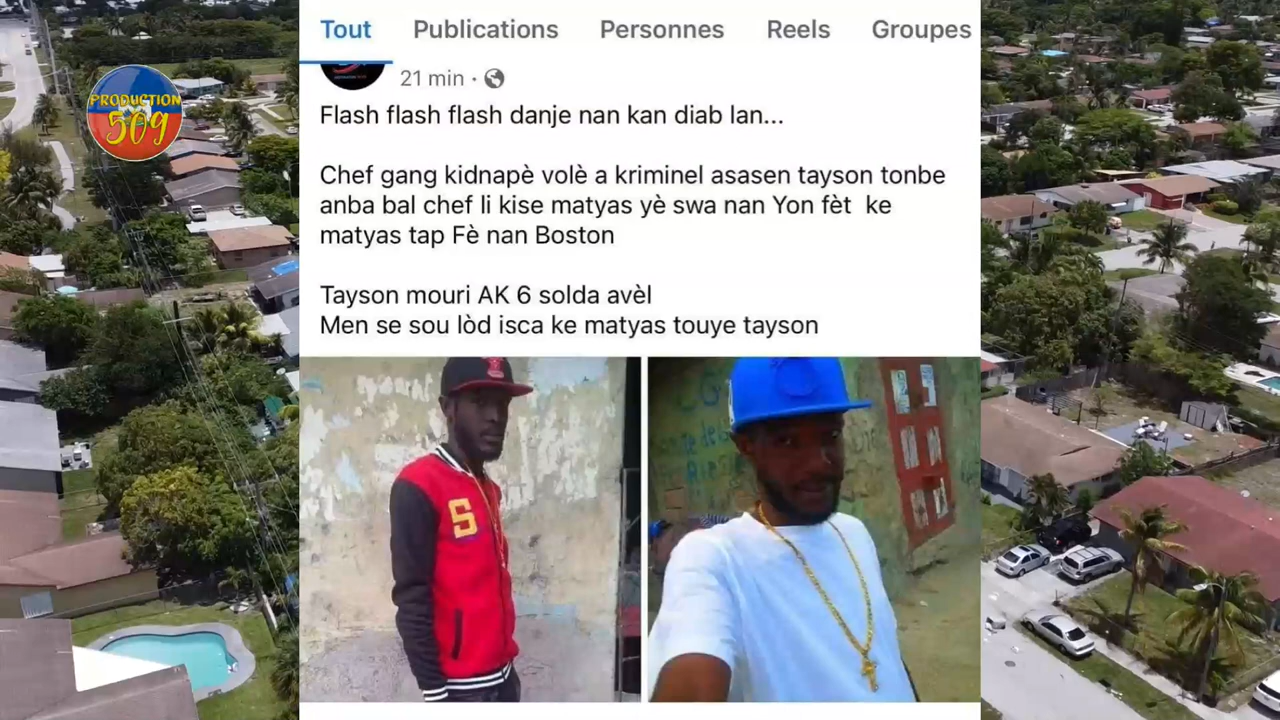 Tout Publications Personnes Reels Groupes
21 min ·
PRODUCTION
509
Flash flash flash danje nan kan diab lan...
Chef gang kidnapè volè a kriminel asasen tayson tonbe
anba bal chef li kise matyas yè swa nan Yon fèt ke
matyas tap Fè nan Boston
Tayson mouri AK 6 solda avèl
Men se sou lòd isca ke matyas touye tayson
S